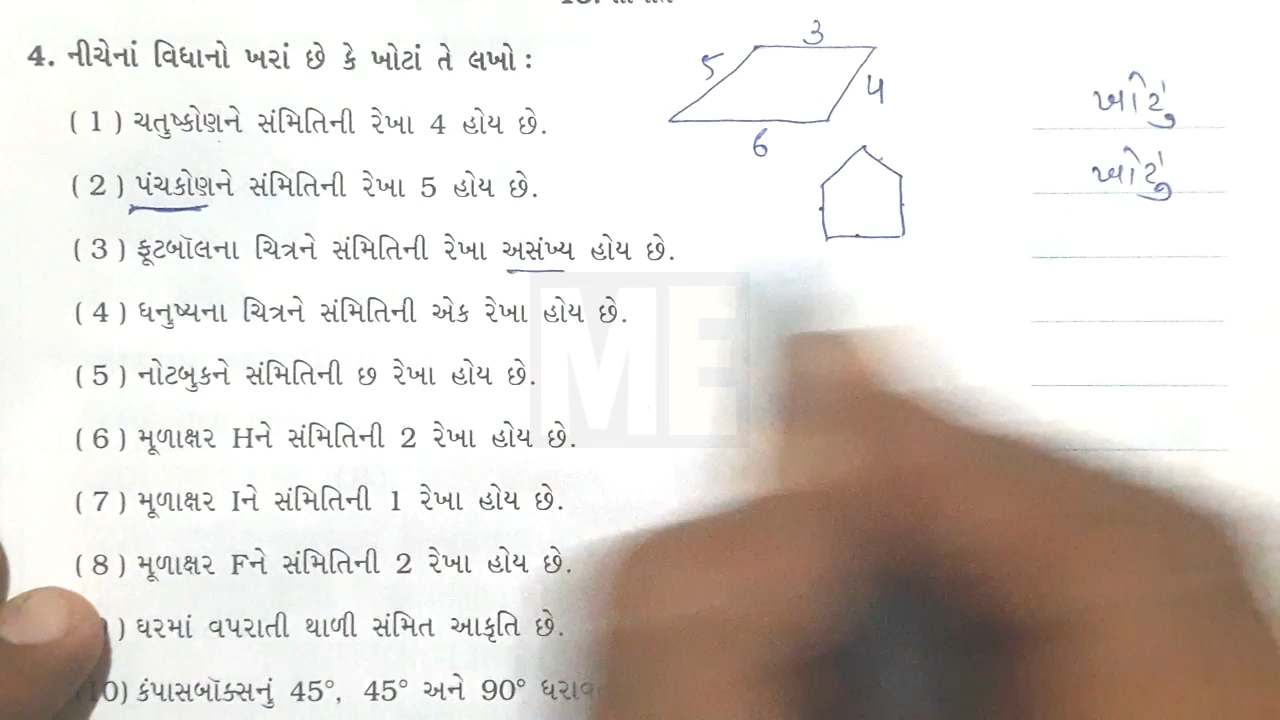 4. નીચેનાં વિધાનો ખરાં છે કે ખોટાં તે લખો :
3
5
4
6
( 1 ) ચતુષ્કોણને સંમિતિની રેખા 4 હોય છે. ખોટું
( 2 ) પંચકોણને સંમિતિની રેખા 5 હોય છે. ખોટું
( 3 ) ફૂટબૉલના ચિત્રને સંમિતિની રેખા અસંખ્ય હોય છે.
( 4 ) ધનુષ્યના ચિત્રને સંમિતિની એક રેખા હોય છે.
( 5 ) નોટબુકને સંમિતિની છ રેખા હોય છે.
( 6 ) મૂળાક્ષર Hને સંમિતિની 2 રેખા હોય છે.
( 7 ) મૂળાક્ષર Iને સંમિતિની 1 રેખા હોય છે.
( 8 ) મૂળાક્ષર Fને સંમિતિની 2 રેખા હોય છે.
) ઘરમાં વપરાતી થાળી સંમિત આકૃતિ છે.
10) કંપાસબૉક્સનું 45°, 45° અને 90°
ME